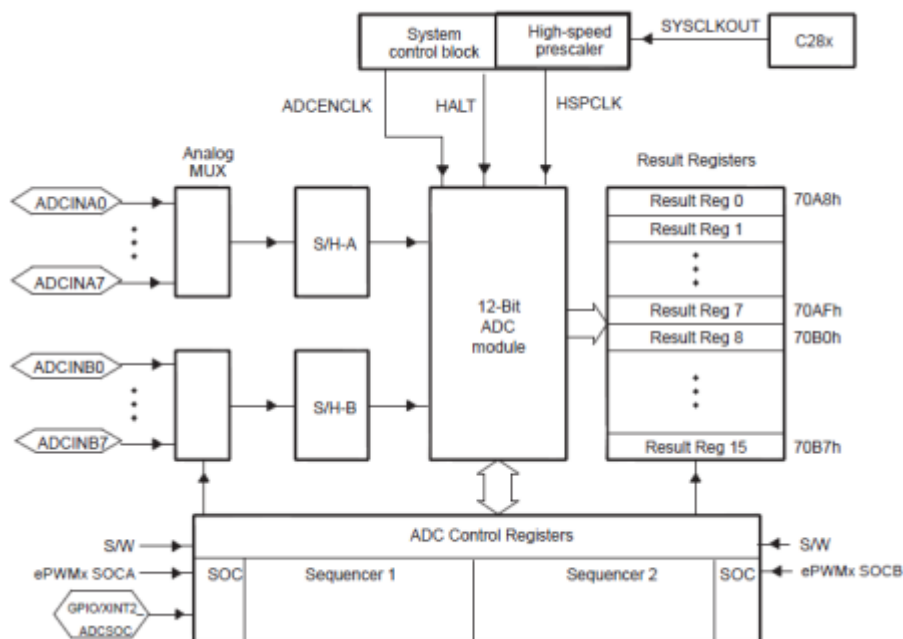 System control block
High-speed prescaler
SYSCLKOUT
C28x
ADCENCLK
HALT
HSPCLK
Analog MUX
Result Registers
ADCINA0
ADCINA7
S/H-A
12-Bit ADC module
Result Reg 0
70A8h
Result Reg 1
Result Reg 7
70AFh
Result Reg 8
70B0h
ADCINB0
ADCINB7
S/H-B
Result Reg 15
70B7h
ADC Control Registers
S/W
S/W
ePWMx SOCA
SOC
Sequencer 1
Sequencer 2
SOC
ePWMx SOCB
GPIO/XINT2_
ADCSOC